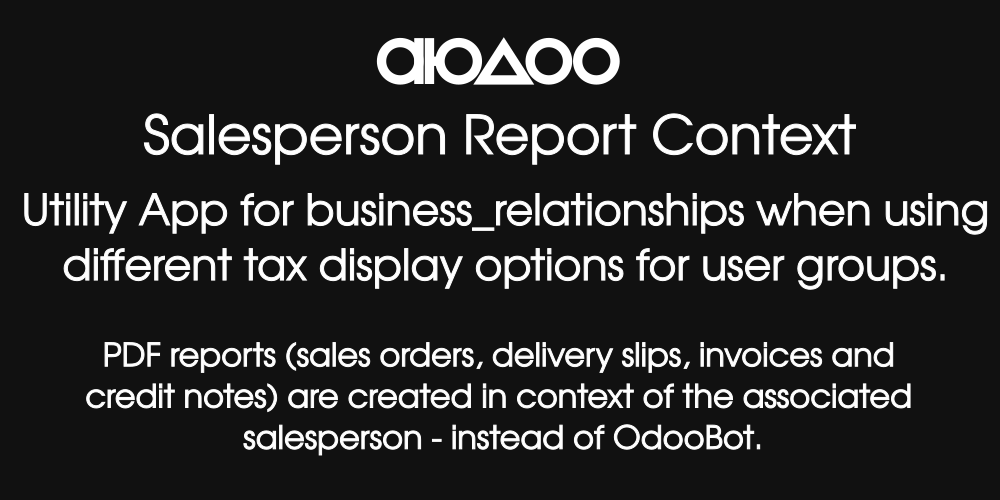 aıoΔoo
Salesperson Report Context
Utility App for business_relationships when using
different tax display options for user groups.
PDF reports (sales orders, delivery slips, invoices and
credit notes) are created in context of the associated
salesperson - instead of OdooBot.